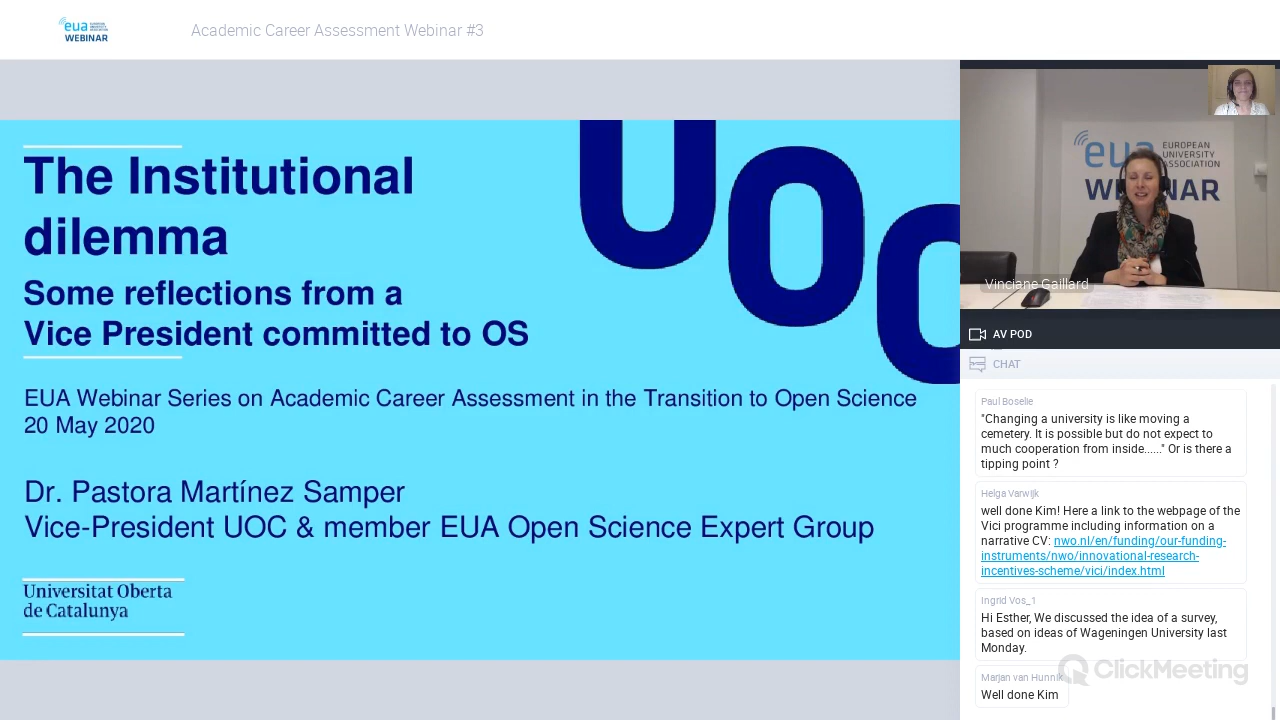 eua EUROPEAN UNIVERSITY ASSOCIATION
WEBINAR
Academic Career Assessment Webinar #3
UOC
The Institutional
dilemma
Some reflections from a
Vice President committed to OS
EUA Webinar Series on Academic Career Assessment in the Transition to Open Science
20 May 2020
Dr. Pastora Martínez Samper
Vice-President UOC & member EUA Open Science Expert Group
Universitat Oberta
de Catalunya
eua EUROPEAN
UNIVERSITY
ASSOCIATION
WEBINAR
Vinciane Gaillard
AV POD
CHAT
Paul Boselie
"Changing a university is like moving a
cemetery. It is possible but do not expect to
much cooperation from inside......" Or is there a
tipping point ?
Helga Varwijk
well done Kim! Here a link to the webpage of the
Vici programme including information on a
narrative CV: nwo.nl/en/funding/our-funding-
instruments/nwo/innovational-research-
incentives-scheme/vici/index.html
Ingrid Vos_1
Hi Esther, We discussed the idea of a survey,
based on ideas of Wageningen University last
Monday.
Marjan van Hunnik
Well done Kim
ClickMeeting